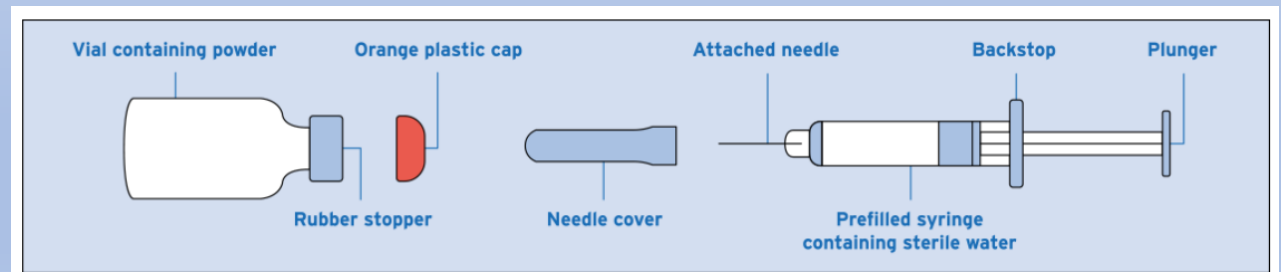 Vial containing powder
Orange plastic cap
Attached needle
Backstop
Plunger
Rubber stopper
Needle cover
Prefilled syringe
containing sterile water